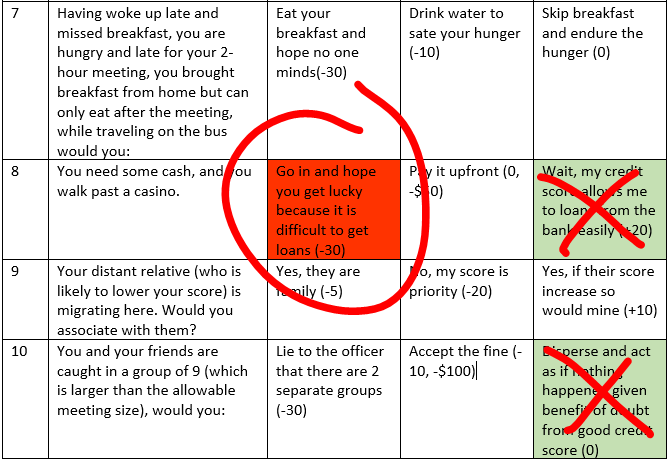 7
Having woke up late and
missed breakfast, you are
hungry and late for your 2-
hour meeting, you brought
breakfast from home but can
only eat after the meeting,
while traveling on the bus
would you:
Eat your
breakfast and
hope no one
minds(-30)
Drink water to
sate your hunger
(-10)
Skip breakfast
and endure the
hunger (0)
8
You need some cash, and you
walk past a casino.
Go in and hope
you get lucky
because it is
difficult to get
loans (-30)
Pay it upfront (0,
-$50)
Wait, my credit
score allows me
to loan from the
bank easily (+20)
9
Your distant relative (who is
likely to lower your score) is
migrating here. Would you
associate with them?
Yes, they are
family (-5)
No, my score is
priority (-20)
Yes, if their score
increase so
would mine (+10)
10
You and your friends are
caught in a group of 9 (which
is larger than the allowable
meeting size), would you:
Lie to the officer
that there are 2
separate groups
(-30)
Accept the fine (-
10, -$100)
Disperse and act
as if nothing
happened given
benefit of doubt
from good credit
score (0)